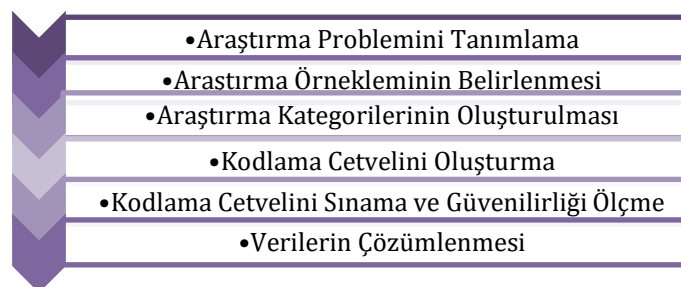 •Araştırma Problemini Tanımlama
•Araştırma Örnekleminin Belirlenmesi
•Araştırma Kategorilerinin Oluşturulması
•Kodlama Cetvelini Oluşturma
•Kodlama Cetvelini Sınama ve Güvenilirliği Ölçme
•Verilerin Çözümlenmesi